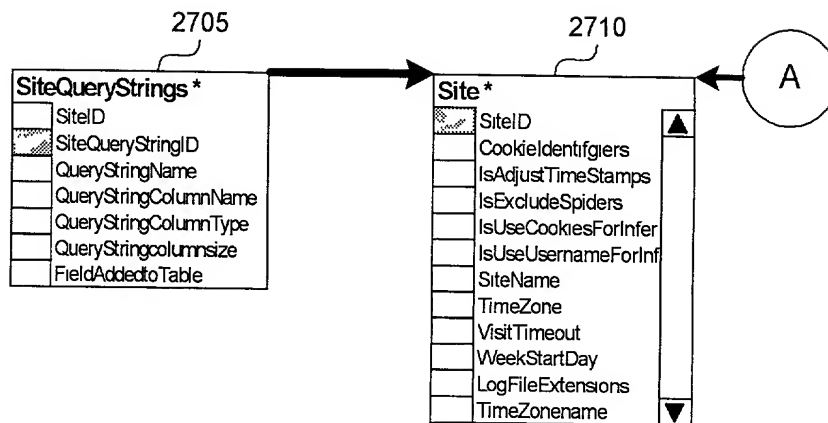 2705
2710
A
SiteQueryStrings*
SiteID
SiteQueryStringID
QueryStringName
QueryStringColumnName
QueryStringColumnType
QueryStringcolumnsize
FieldAddedtoTable
Site*
SiteID
CookieIdentifgiers
IsAdjustTimeStamps
IsExcludeSpiders
IsUseCookiesForInfer
IsUseUsernameForInf
SiteName
TimeZone
VisitTimeout
WeekStartDay
LogFileExtensions
TimeZonename